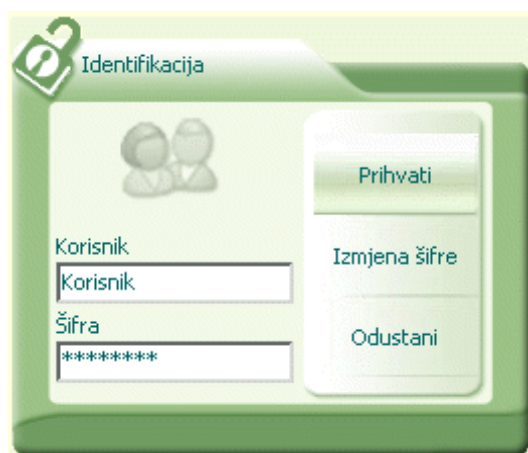 Identifikacija
Korisnik
Korisnik
Šifra
********
Prihvati
Izmjena šifre
Odustani